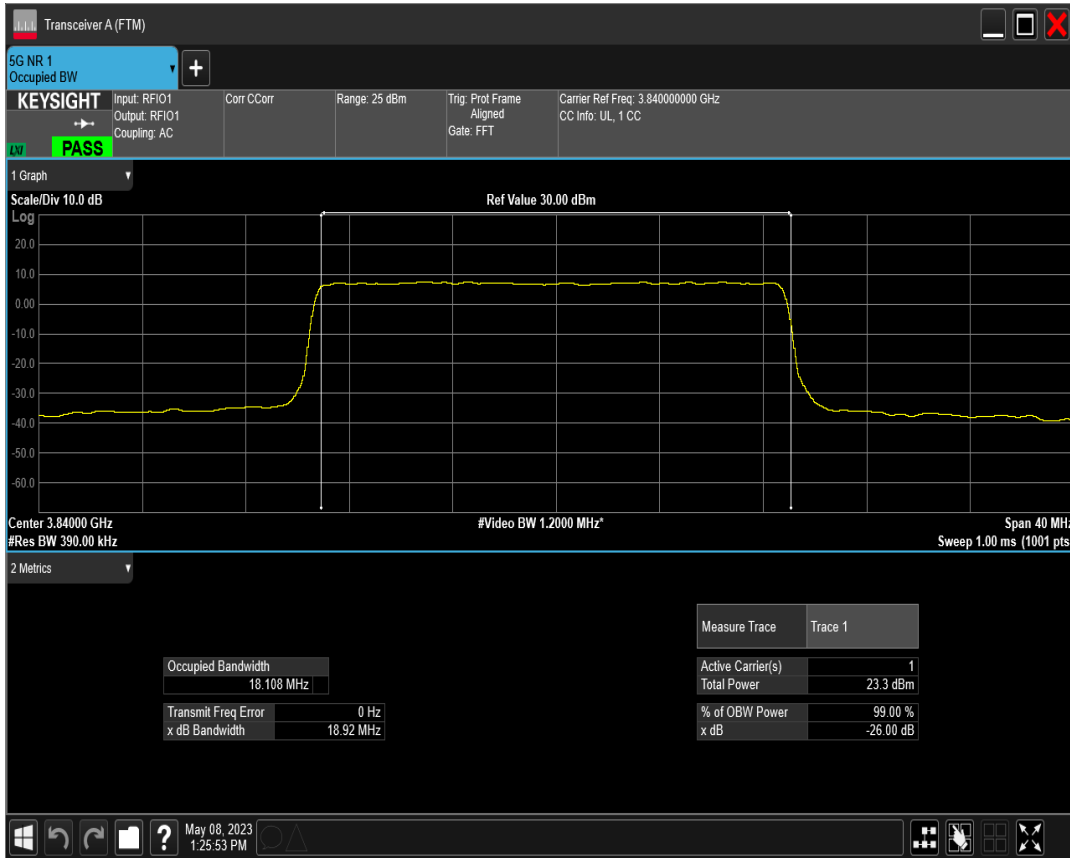 Transceiver A (FTM)
5G NR 1
Occupied BW
+
KEYSIGHT
LXI
PASS
Input: RFIO1
Output: RFIO1
Coupling: AC
Corr CCorr
Range: 25 dBm
Trig: Prot Frame
Aligned
Gate: FFT
Carrier Ref Freq: 3.840000000 GHz
CC Info: UL, 1 CC
1 Graph
Scale/Div 10.0 dB
Ref Value 30.00 dBm
Log
20.0
10.0
0.00
-10.0
-20.0
-30.0
-40.0
-50.0
-60.0
Center 3.84000 GHz
#Video BW 1.2000 MHz*
Span 40 MHz
#Res BW 390.00 kHz
Sweep 1.00 ms (1001 pts
2 Metrics
Measure Trace Trace 1
Occupied Bandwidth
18.108 MHz
Active Carrier(s) 1
Total Power 23.3 dBm
Transmit Freq Error 0 Hz
x dB Bandwidth 18.92 MHz
% of OBW Power 99.00 %
x dB -26.00 dB
?
May 08, 2023
1:25:53 PM